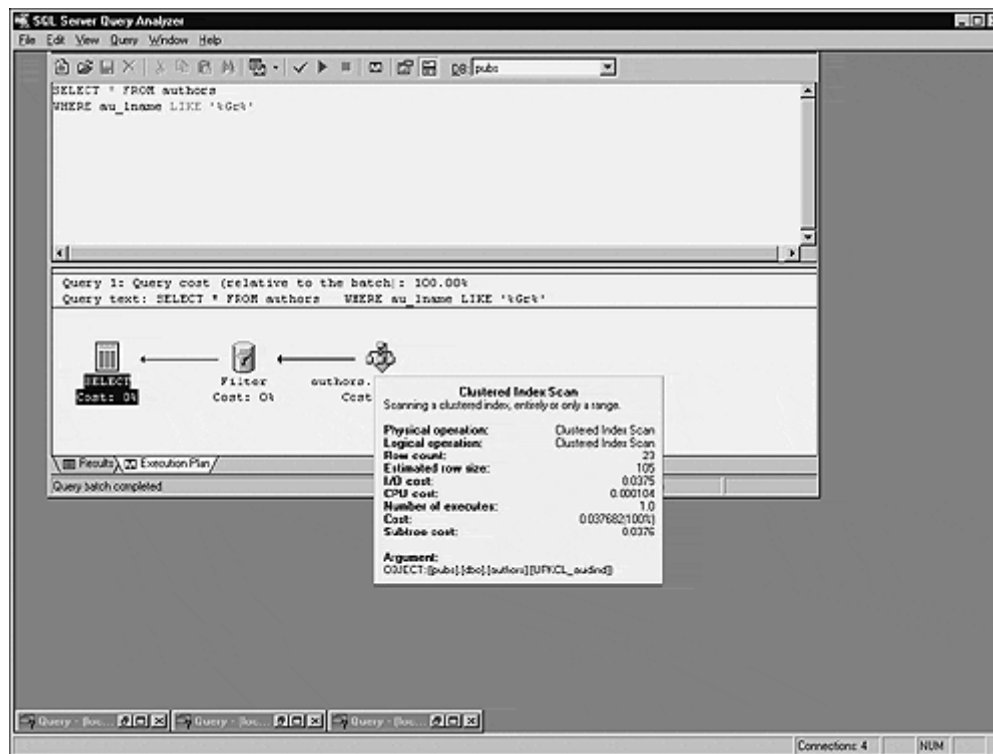 SQL Server Query Analyzer
File Edit View Query Window Help
DB: pubs
SELECT * FROM authors
WHERE au_lname LIKE '%Gr%'
Query 1: Query cost (relative to the batch): 100.00%
Query text: SELECT * FROM authors WHERE au_lname LIKE '%Gr%'
SELECT
Cost: 0%
Filter
Cost: 0%
authors.
Cost
Clustered Index Scan
Scanning a clustered index, entirely or only a range.
Physical operation: Clustered Index Scan
Logical operation: Clustered Index Scan
Row count: 23
Estimated row size: 105
I/O cost: 0.0375
CPU cost: 0.000104
Number of executes: 1.0
Cost: 0.037682(100%)
Subtree cost: 0.0376
Argument:
OBJECT:([pubs].[dbo].[authors].[UPKCL_auidind])
Results Execution Plan
Query batch completed
Query - (loc... Query - (loc... Query - (loc...
Connections: 4 NUM